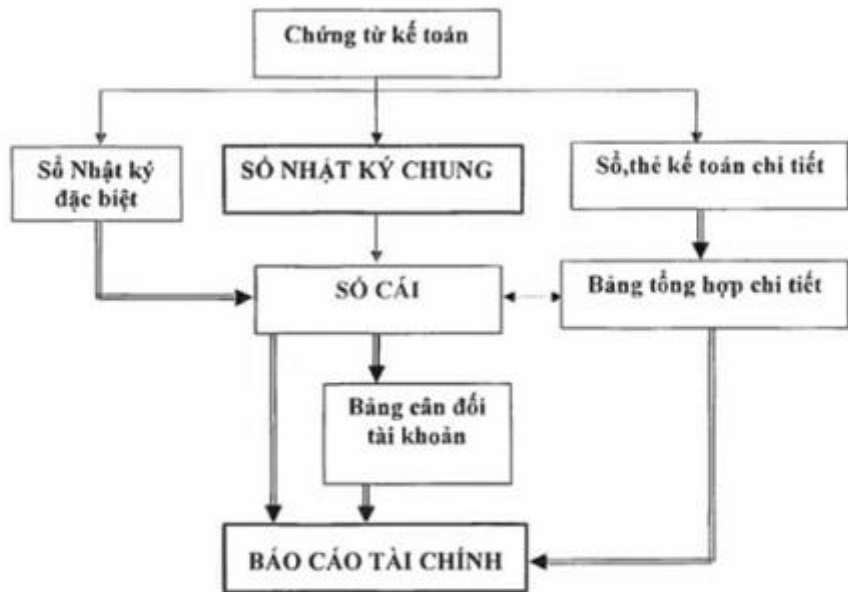 Chứng từ kế toán
Sổ Nhật ký
đặc biệt
SỔ NHẬT KÝ CHUNG
Sổ,thẻ kế toán chi tiết
SỔ CÁI
Bảng tổng hợp chi tiết
Bảng cân đối
tài khoản
BÁO CÁO TÀI CHÍNH